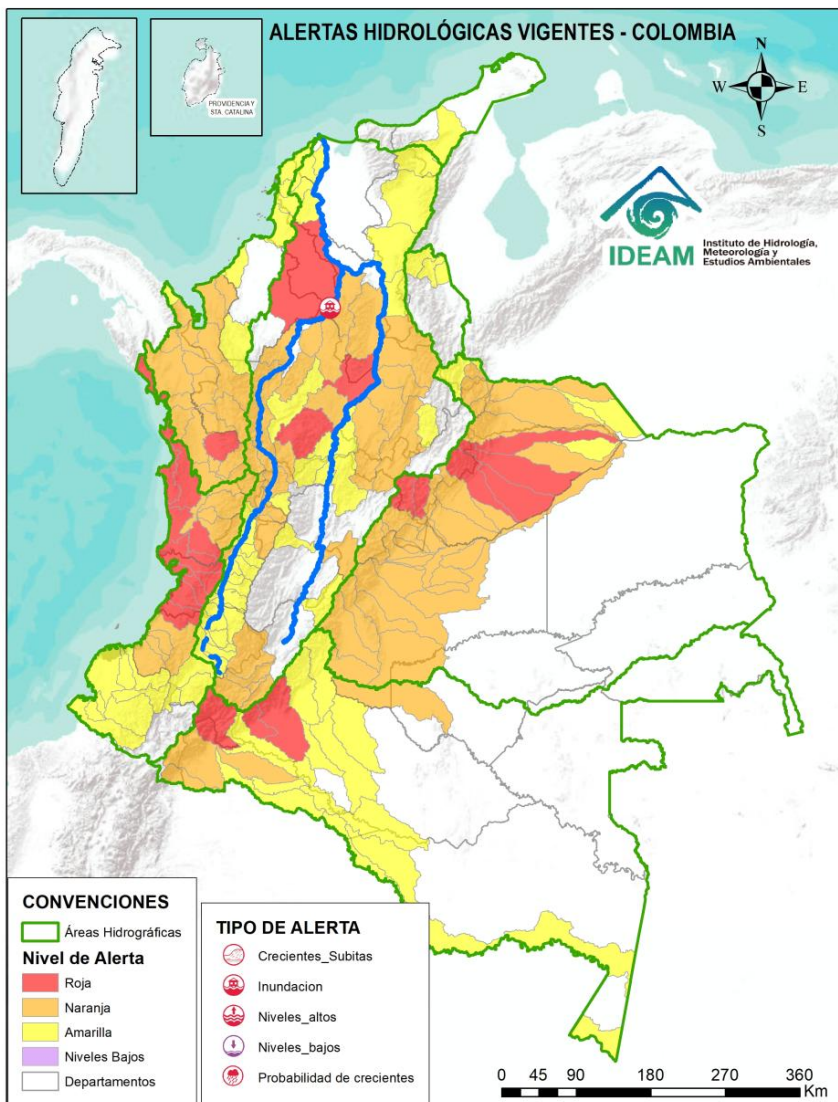 ALERTAS HIDROLÓGICAS VIGENTES - COLOMBIA
PROVIDENCIA Y
STA. CATALINA
N
W
E
S
IDEAM
Instituto de Hidrología,
Meteorología y
Estudios Ambientales
CONVENCIONES
Áreas Hidrográficas
Nivel de Alerta
Roja
Naranja
Amarilla
Niveles Bajos
Departamentos
TIPO DE ALERTA
Crecientes_Subitas
Inundacion
Niveles_altos
Niveles_bajos
Probabilidad de crecientes
0 45 90 180 270 360
Km